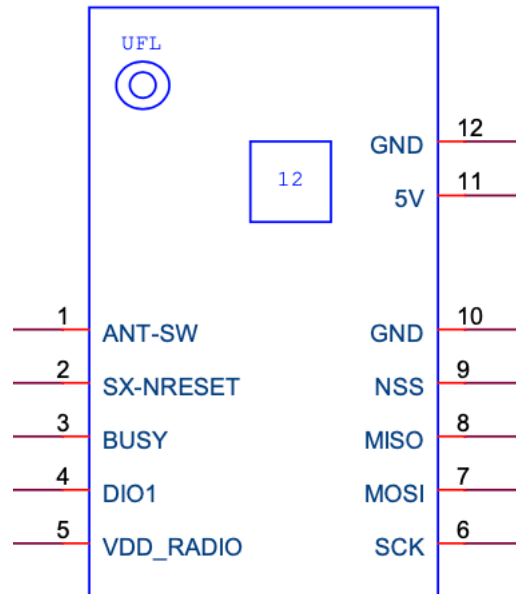 UFL
12
GND 12
5V 11
1 ANT-SW GND 10
2 SX-NRESET NSS 9
3 BUSY MISO 8
4 DIO1 MOSI 7
5 VDD_RADIO SCK 6